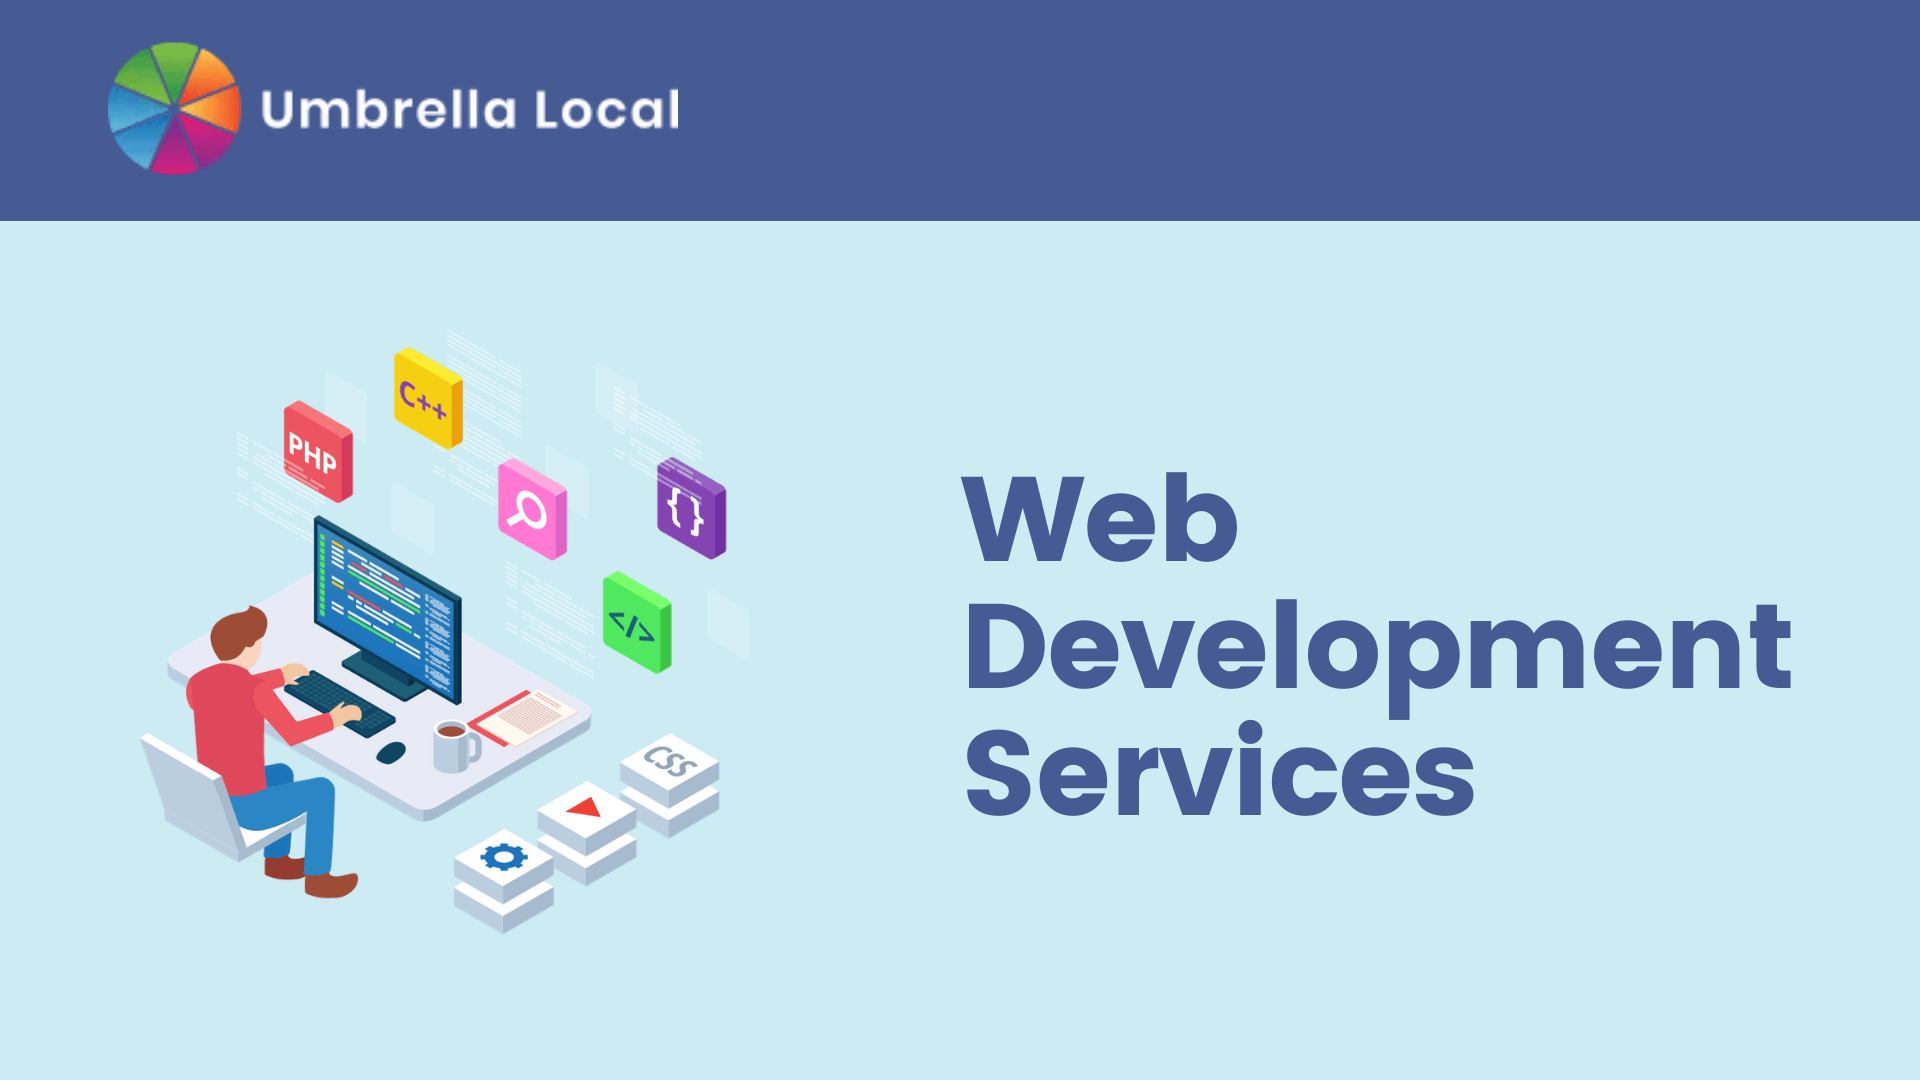 Umbrella Local
C++
PHP
{}
</>
CSS
Web
Development
Services